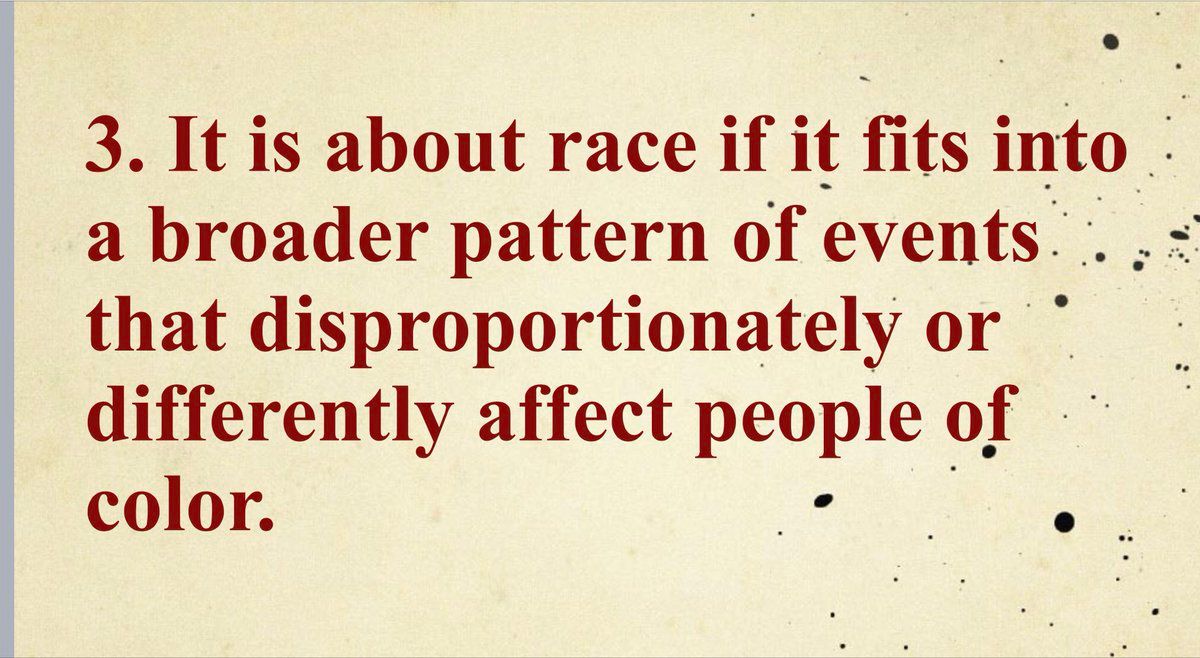 3. It is about race if it fits into
a broader pattern of events
that disproportionately or
differently affect people of
color.